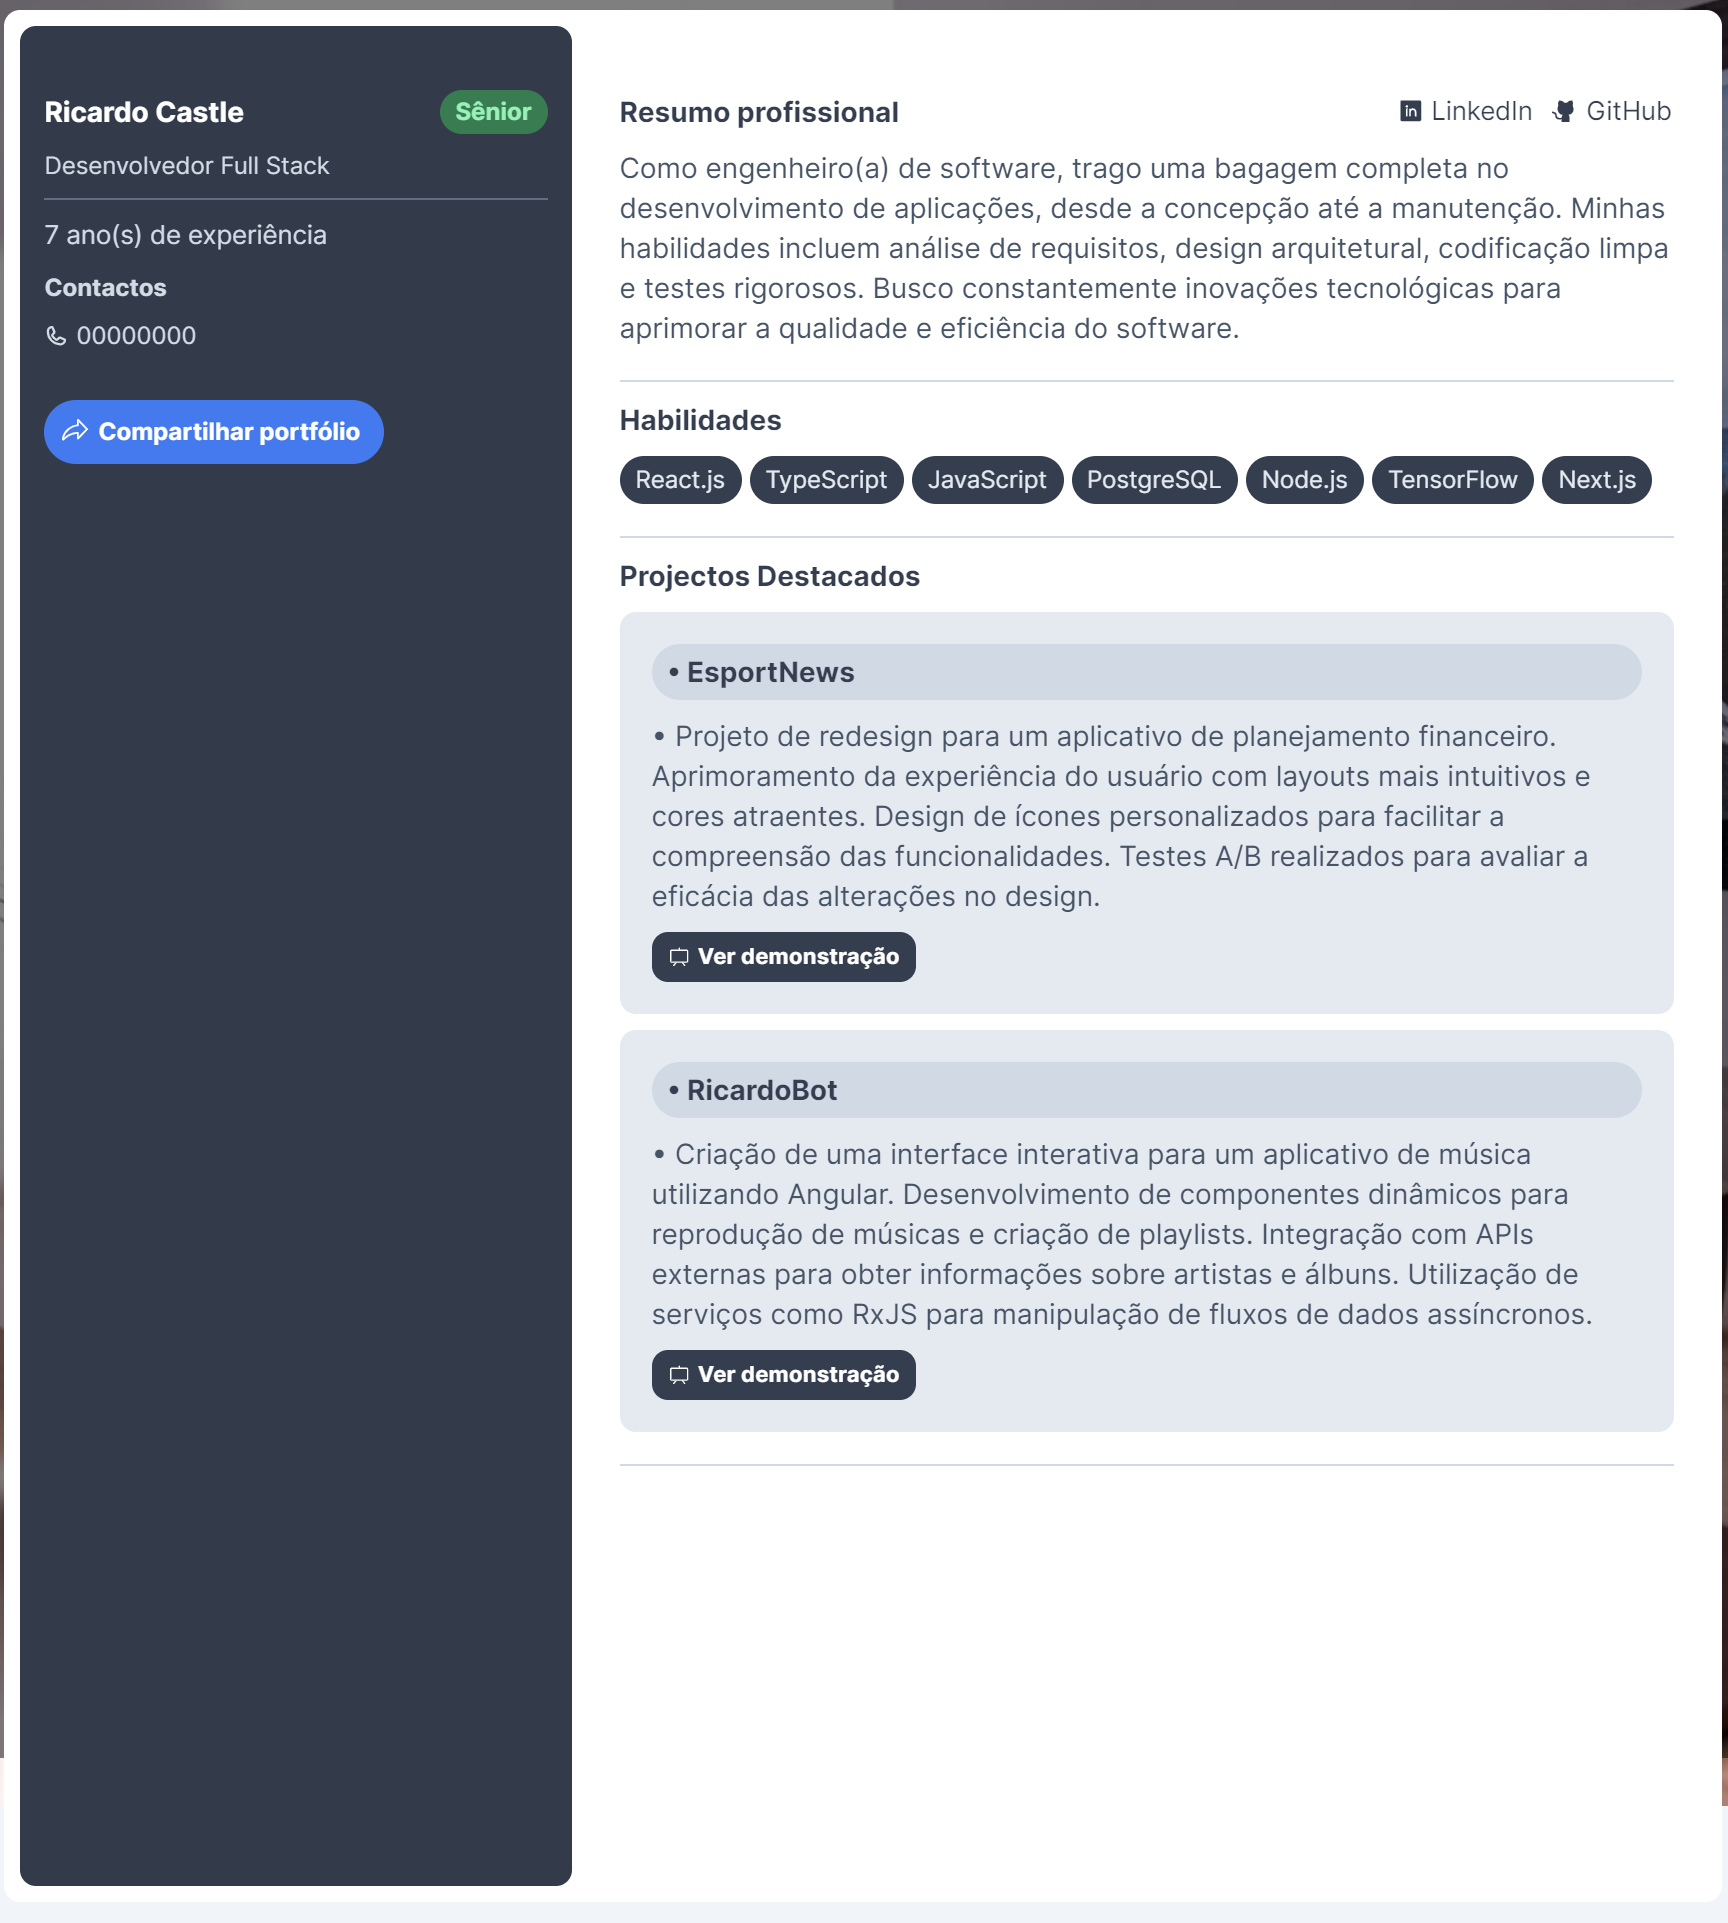 Ricardo Castle
Sênior
Desenvolvedor Full Stack
7 ano(s) de experiência
Contactos
00000000
Compartilhar portfólio
Resumo profissional
LinkedIn
GitHub
Como engenheiro(a) de software, trago uma bagagem completa no
desenvolvimento de aplicações, desde a concepção até a manutenção. Minhas
habilidades incluem análise de requisitos, design arquitetural, codificação limpa
e testes rigorosos. Busco constantemente inovações tecnológicas para
aprimorar a qualidade e eficiência do software.
Habilidades
React.js TypeScript JavaScript PostgreSQL Node.js TensorFlow Next.js
Projectos Destacados
• EsportNews
• Projeto de redesign para um aplicativo de planejamento financeiro.
Aprimoramento da experiência do usuário com layouts mais intuitivos e
cores atraentes. Design de ícones personalizados para facilitar a
compreensão das funcionalidades. Testes A/B realizados para avaliar a
eficácia das alterações no design.
Ver demonstração
• RicardoBot
• Criação de uma interface interativa para um aplicativo de música
utilizando Angular. Desenvolvimento de componentes dinâmicos para
reprodução de músicas e criação de playlists. Integração com APIs
externas para obter informações sobre artistas e álbuns. Utilização de
serviços como RxJS para manipulação de fluxos de dados assíncronos.
Ver demonstração